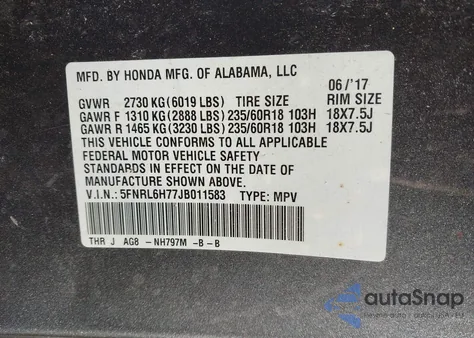 MFD. BY HONDA MFG. OF ALABAMA, LLC
06/'17
GVWR 2730 KG (6019 LBS) TIRE SIZE RIM SIZE
GAWR F 1310 KG (2888 LBS) 235/60R18 103H 18X7.5J
GAWR R 1465 KG (3230 LBS) 235/60R18 103H 18X7.5J
THIS VEHICLE CONFORMS TO ALL APPLICABLE
FEDERAL MOTOR VEHICLE SAFETY
STANDARDS IN EFFECT ON THE DATE OF
MANUFACTURE SHOWN ABOVE.
V.I.N.: 5FNRL6H77JB011583 TYPE: MPV
THR J AG8 -NH797M -B-B
autoSnap